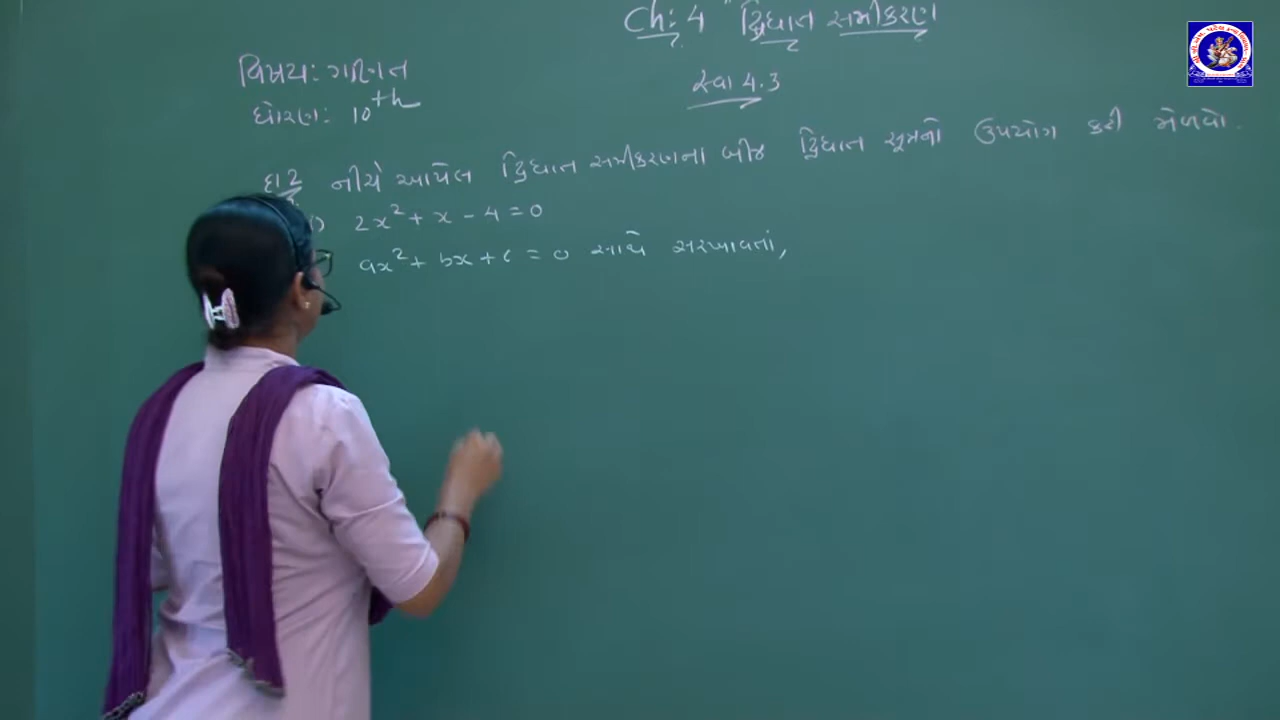 Ch: 4 " દ્વિઘાત સમીકરણ
વિષય: ગણિત
સ્વા 4.3
ધોરણ: 10th
દા 2 નીચે આપેલ દ્વિઘાત સમીકરણના બીજ દ્વિઘાત સૂત્રનો ઉપયોગ કરી મેળવો.
1) 2x² + x - 4 = 0
ax² + bx + c = 0 સાથે સરખાવતાં,